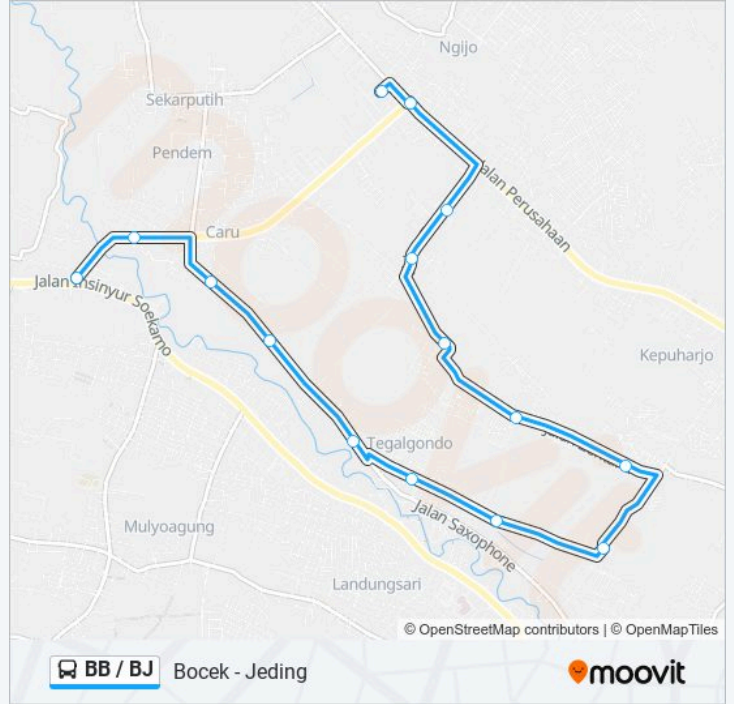 Ngijo
Sekarputih
Pendem
Jalan Perusahaan
Caru
Jalan Insinyur Soekarno
Kepuharjo
Tegalgondo
Jalan Saxophone
Mulyoagung
Landungsari
© OpenStreetMap contributors | © OpenMapTiles
BB / BJ
Bocek - Jeding
moovit